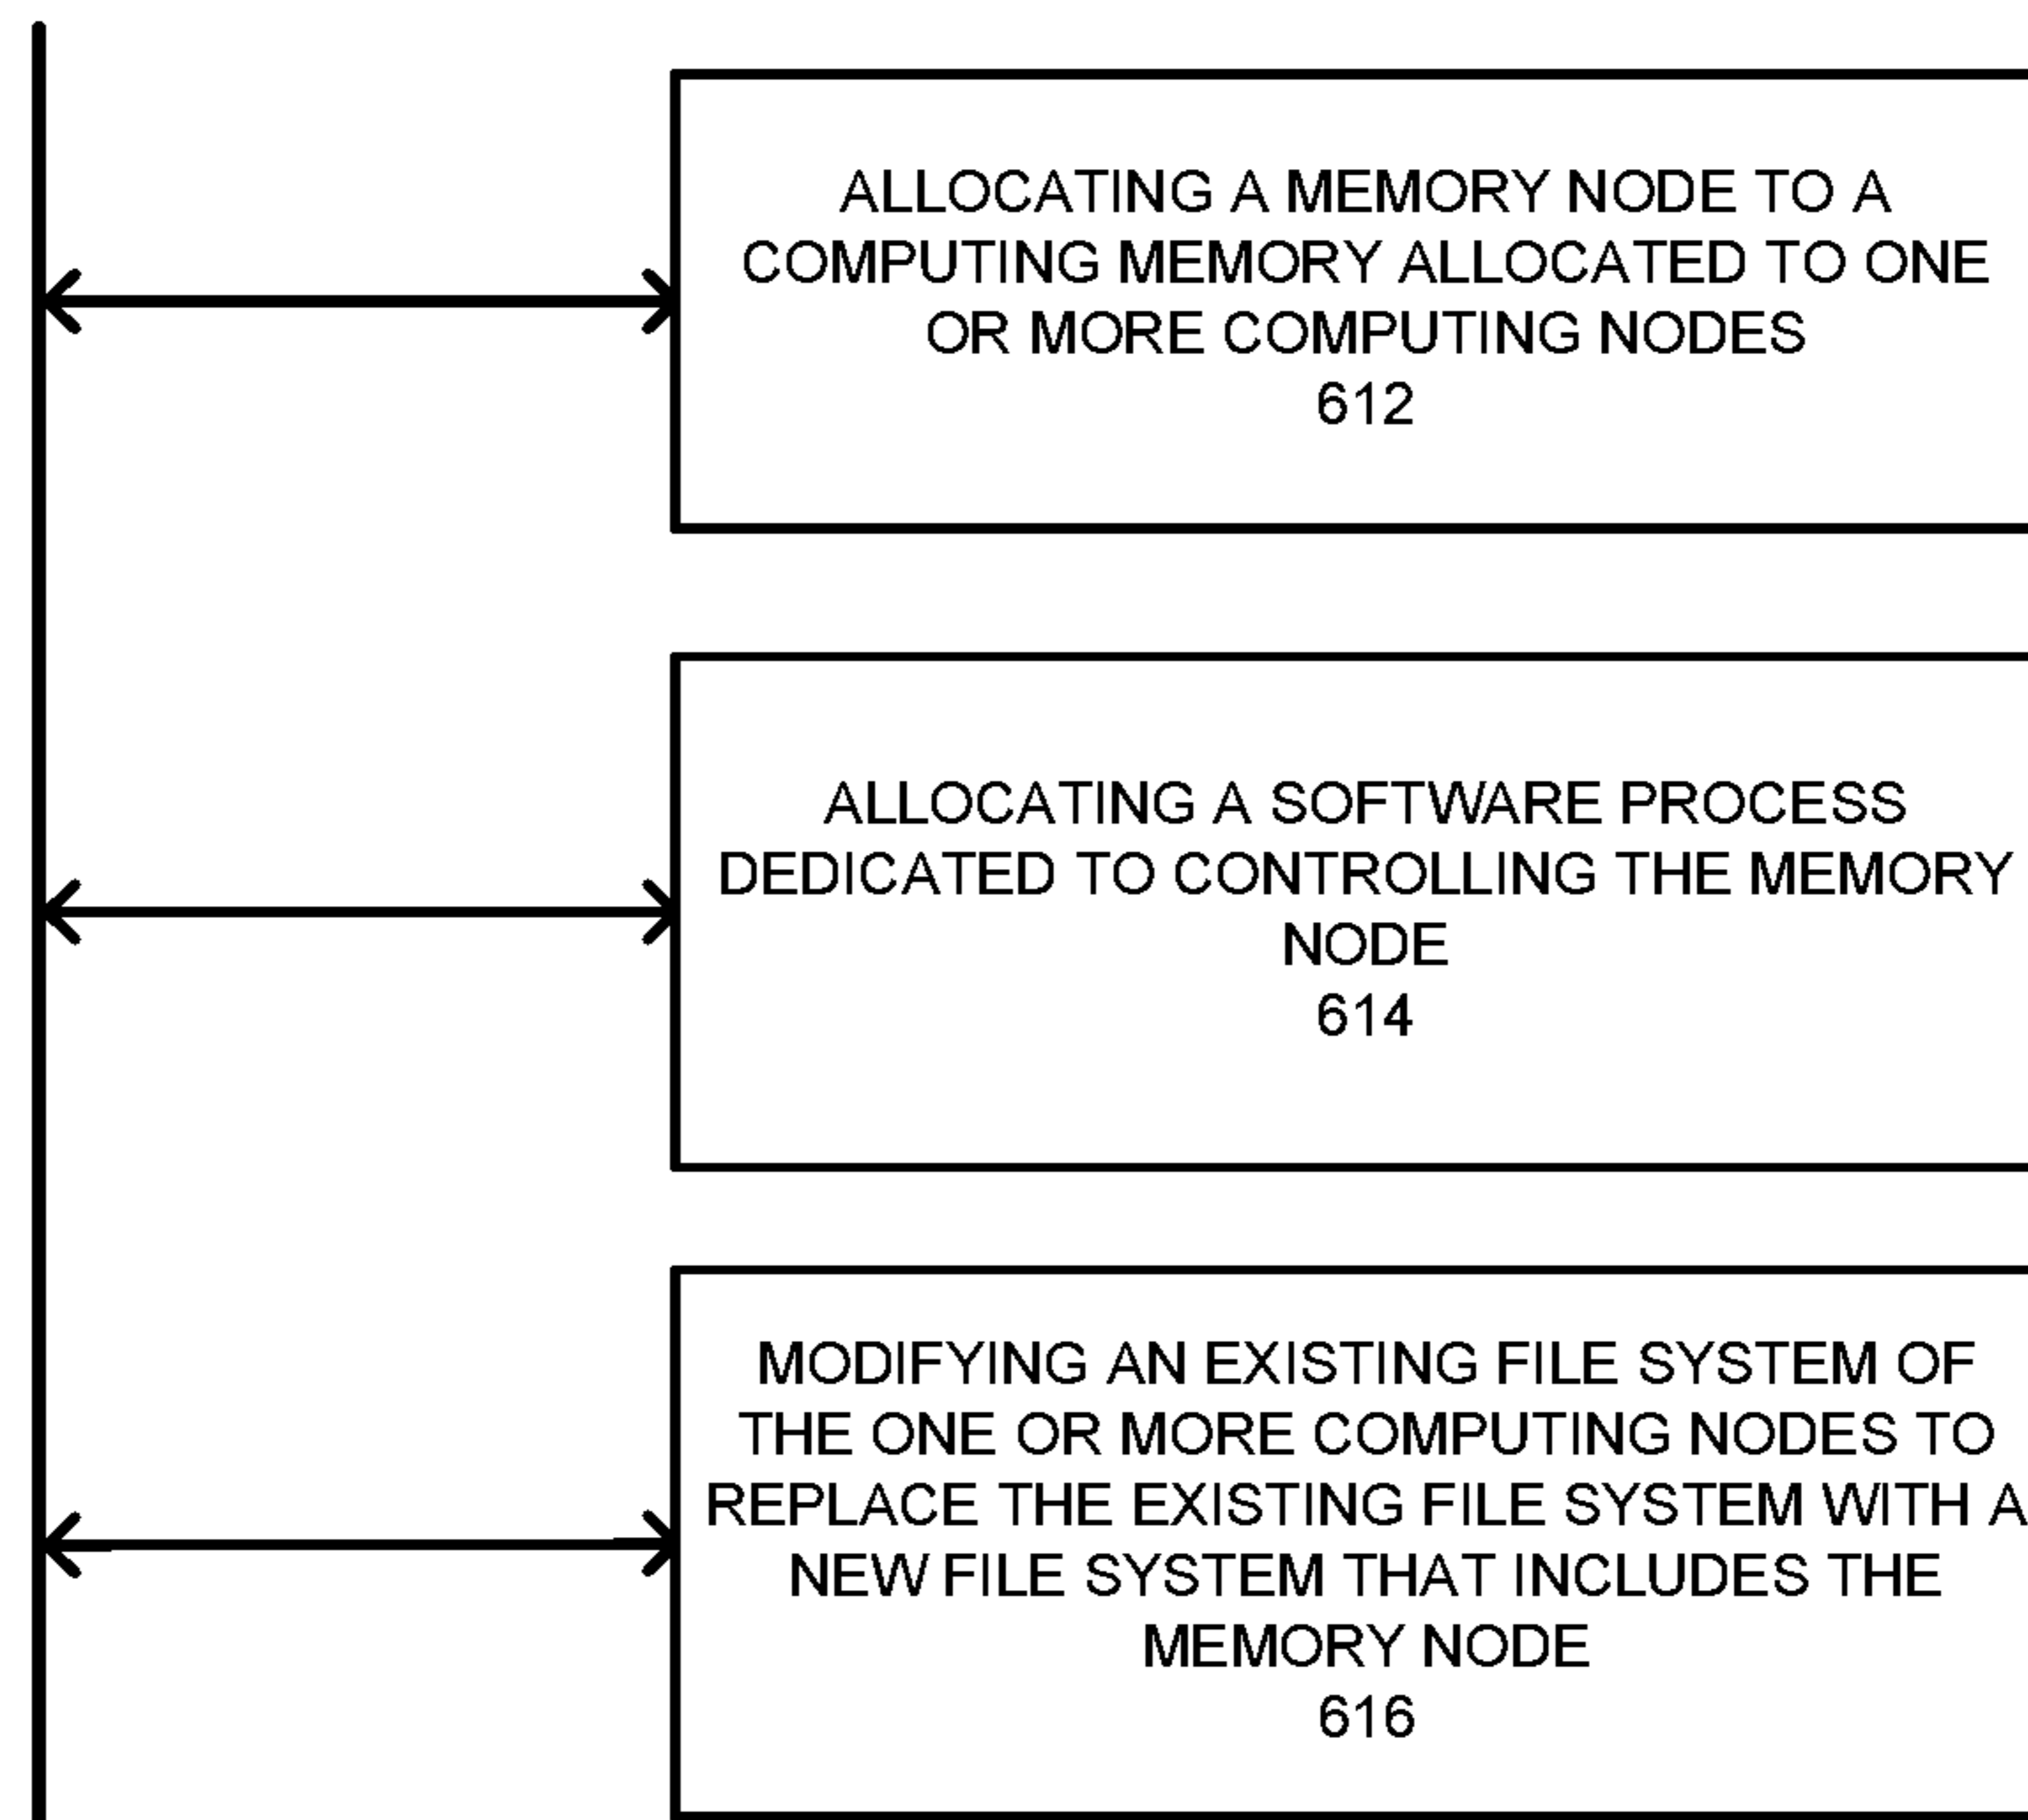 ALLOCATING A MEMORY NODE TO A
COMPUTING MEMORY ALLOCATED TO ONE
OR MORE COMPUTING NODES
612
ALLOCATING A SOFTWARE PROCESS
DEDICATED TO CONTROLLING THE MEMORY
NODE
614
MODIFYING AN EXISTING FILE SYSTEM OF
THE ONE OR MORE COMPUTING NODES TO
REPLACE THE EXISTING FILE SYSTEM WITH A
NEW FILE SYSTEM THAT INCLUDES THE
MEMORY NODE
616